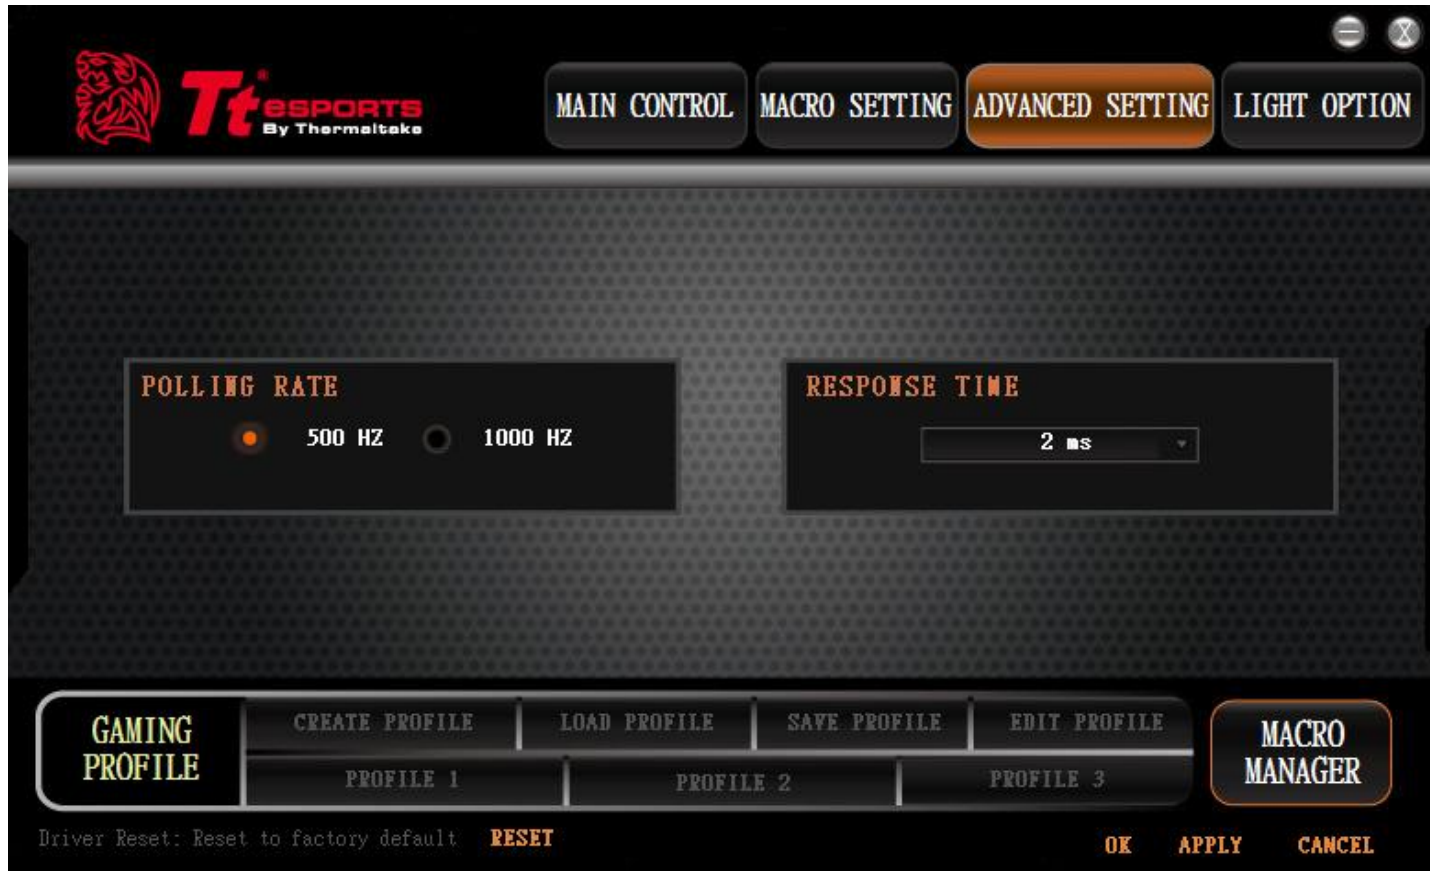 Tt® esports
By Thermaltake
MAIN CONTROL
MACRO SETTING
ADVANCED SETTING
LIGHT OPTION
POLLING RATE
500 HZ
1000 HZ
RESPONSE TIME
2 ms
GAMING
PROFILE
CREATE PROFILE
LOAD PROFILE
SAVE PROFILE
EDIT PROFILE
PROFILE 1
PROFILE 2
PROFILE 3
MACRO
MANAGER
Driver Reset: Reset to factory default RESET
OK
APPLY
CANCEL